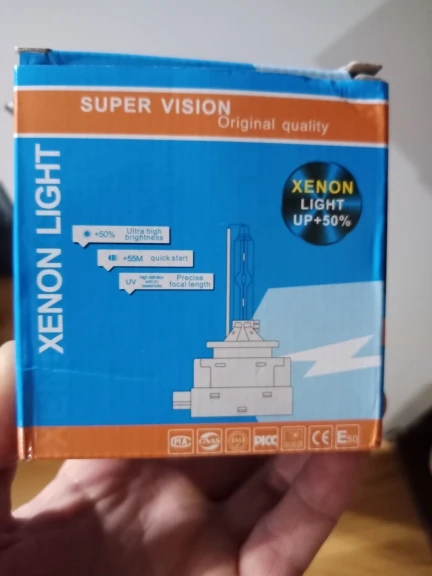 SUPER VISION
Original quality
XENON LIGHT
XENON
LIGHT
UP+50%
+50% Ultra high
brightness
+55M quick start
UV Precise
focal length
PICC CE E50